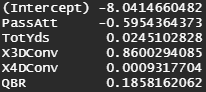 (Intercept) -8.0414660482
PassAtt -0.5954364373
TotYds 0.0245102828
X3DConv 0.8600294085
X4DConv 0.0009317704
QBR 0.1858162062